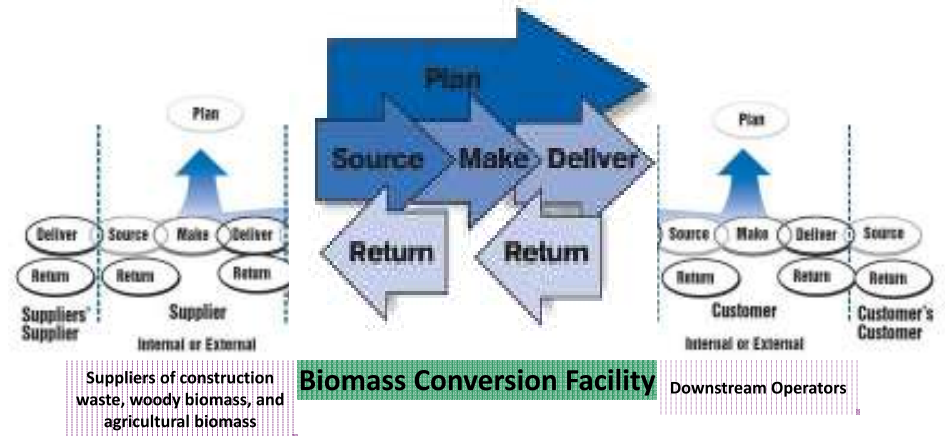 Plan
Plan
Plan
Source
Make
Deliver
Deliver
Source
Make
Deliver
Source
Make
Deliver
Source
Return
Return
Return
Return
Return
Return
Return
Return
Suppliers'
Supplier
Supplier
Customer
Customer's
Customer
Internal or External
Internal or External
Suppliers of construction
waste, woody biomass, and
agricultural biomass
Biomass Conversion Facility
Downstream Operators